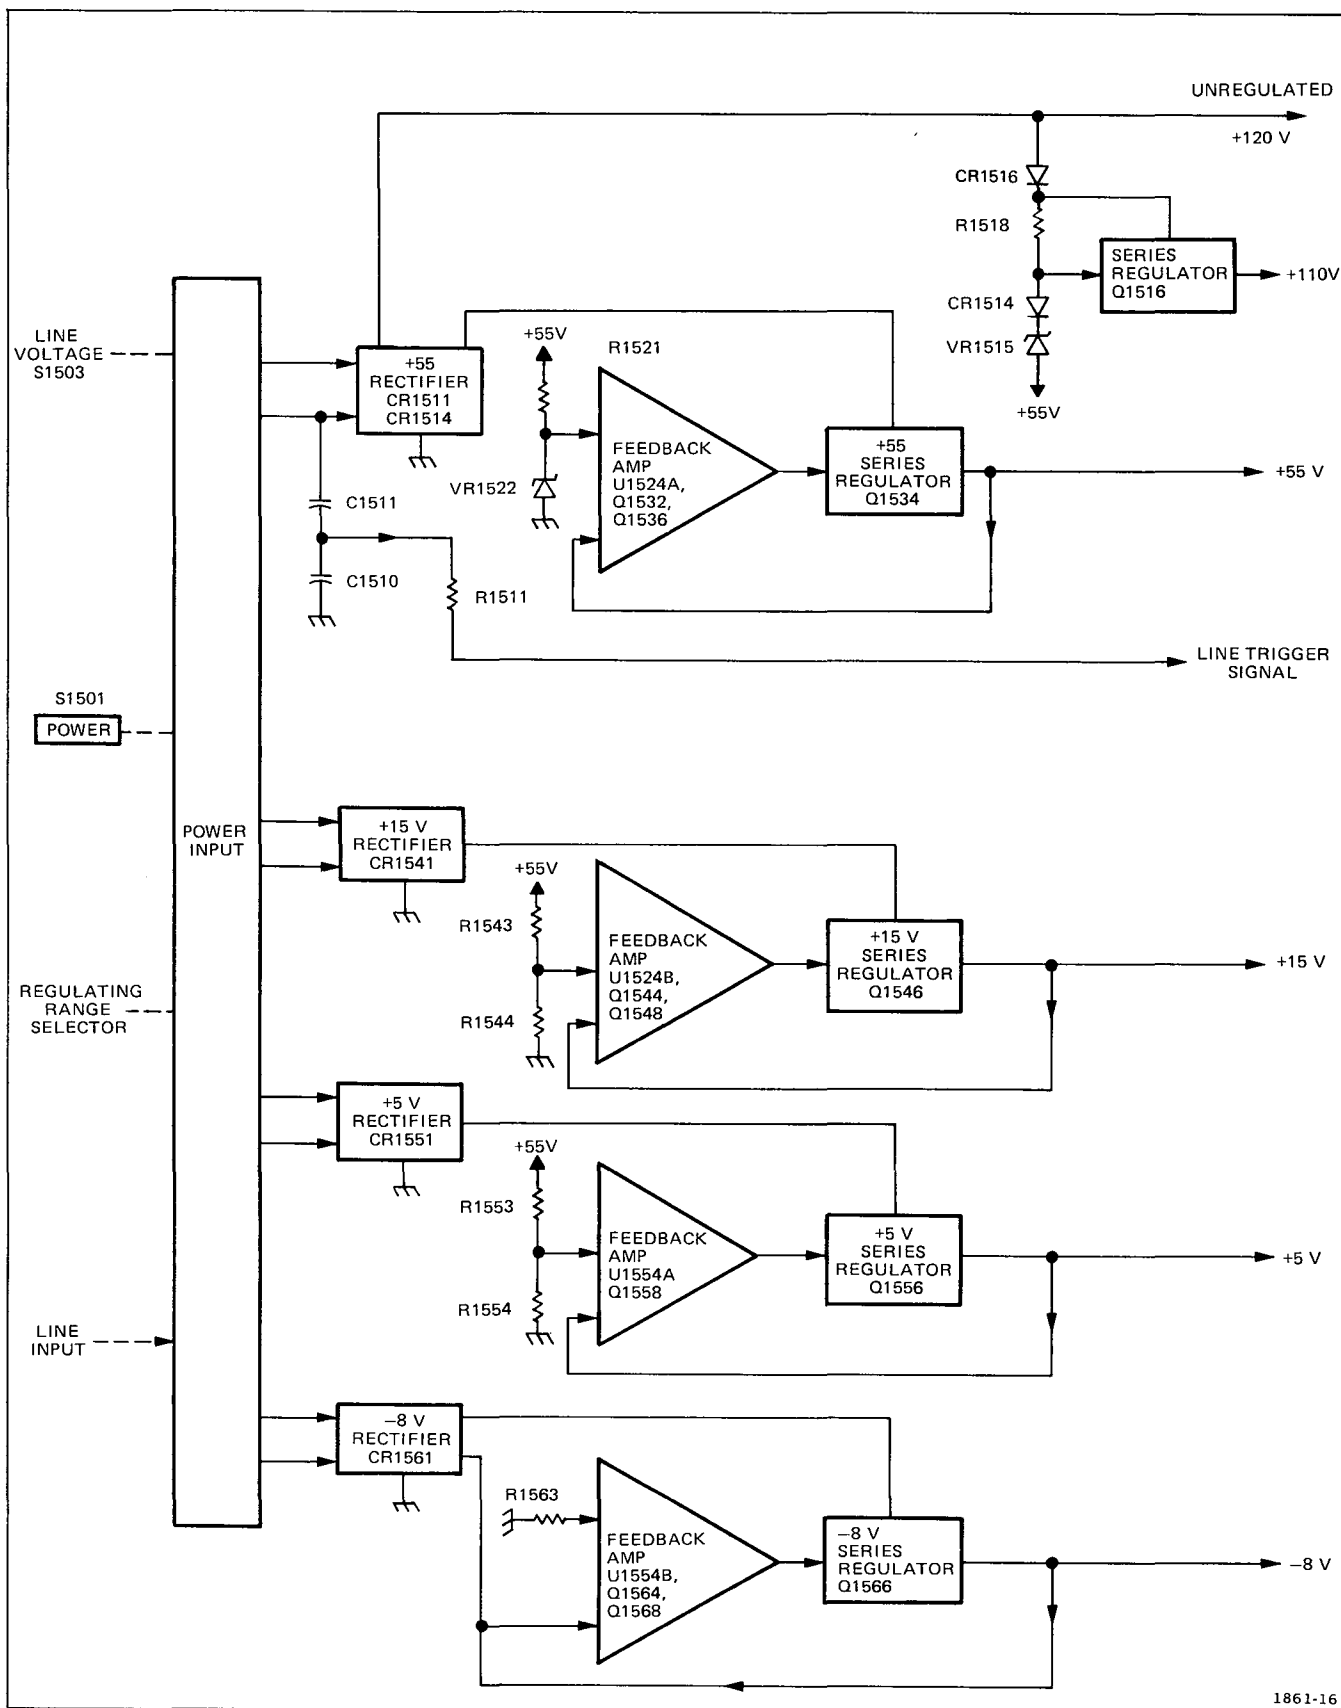 UNREGULATED
+120 V
CR1516
R1518
SERIES
REGULATOR
Q1516
+110V
CR1514
VR1515
+55V
LINE
VOLTAGE
S1503
+55
RECTIFIER
CR1511
CR1514
+55V
R1521
VR1522
FEEDBACK
AMP
U1524A,
Q1532,
Q1536
+55
SERIES
REGULATOR
Q1534
+55 V
C1511
C1510
R1511
LINE TRIGGER
SIGNAL
S1501
POWER
POWER
INPUT
+15 V
RECTIFIER
CR1541
+55V
R1543
R1544
FEEDBACK
AMP
U1524B,
Q1544,
Q1548
+15 V
SERIES
REGULATOR
Q1546
+15 V
REGULATING
RANGE
SELECTOR
+5 V
RECTIFIER
CR1551
+55V
R1553
R1554
FEEDBACK
AMP
U1554A
Q1558
+5 V
SERIES
REGULATOR
Q1556
+5 V
LINE
INPUT
−8 V
RECTIFIER
CR1561
R1563
FEEDBACK
AMP
U1554B,
Q1564,
Q1568
−8 V
SERIES
REGULATOR
Q1566
−8 V
1861-16